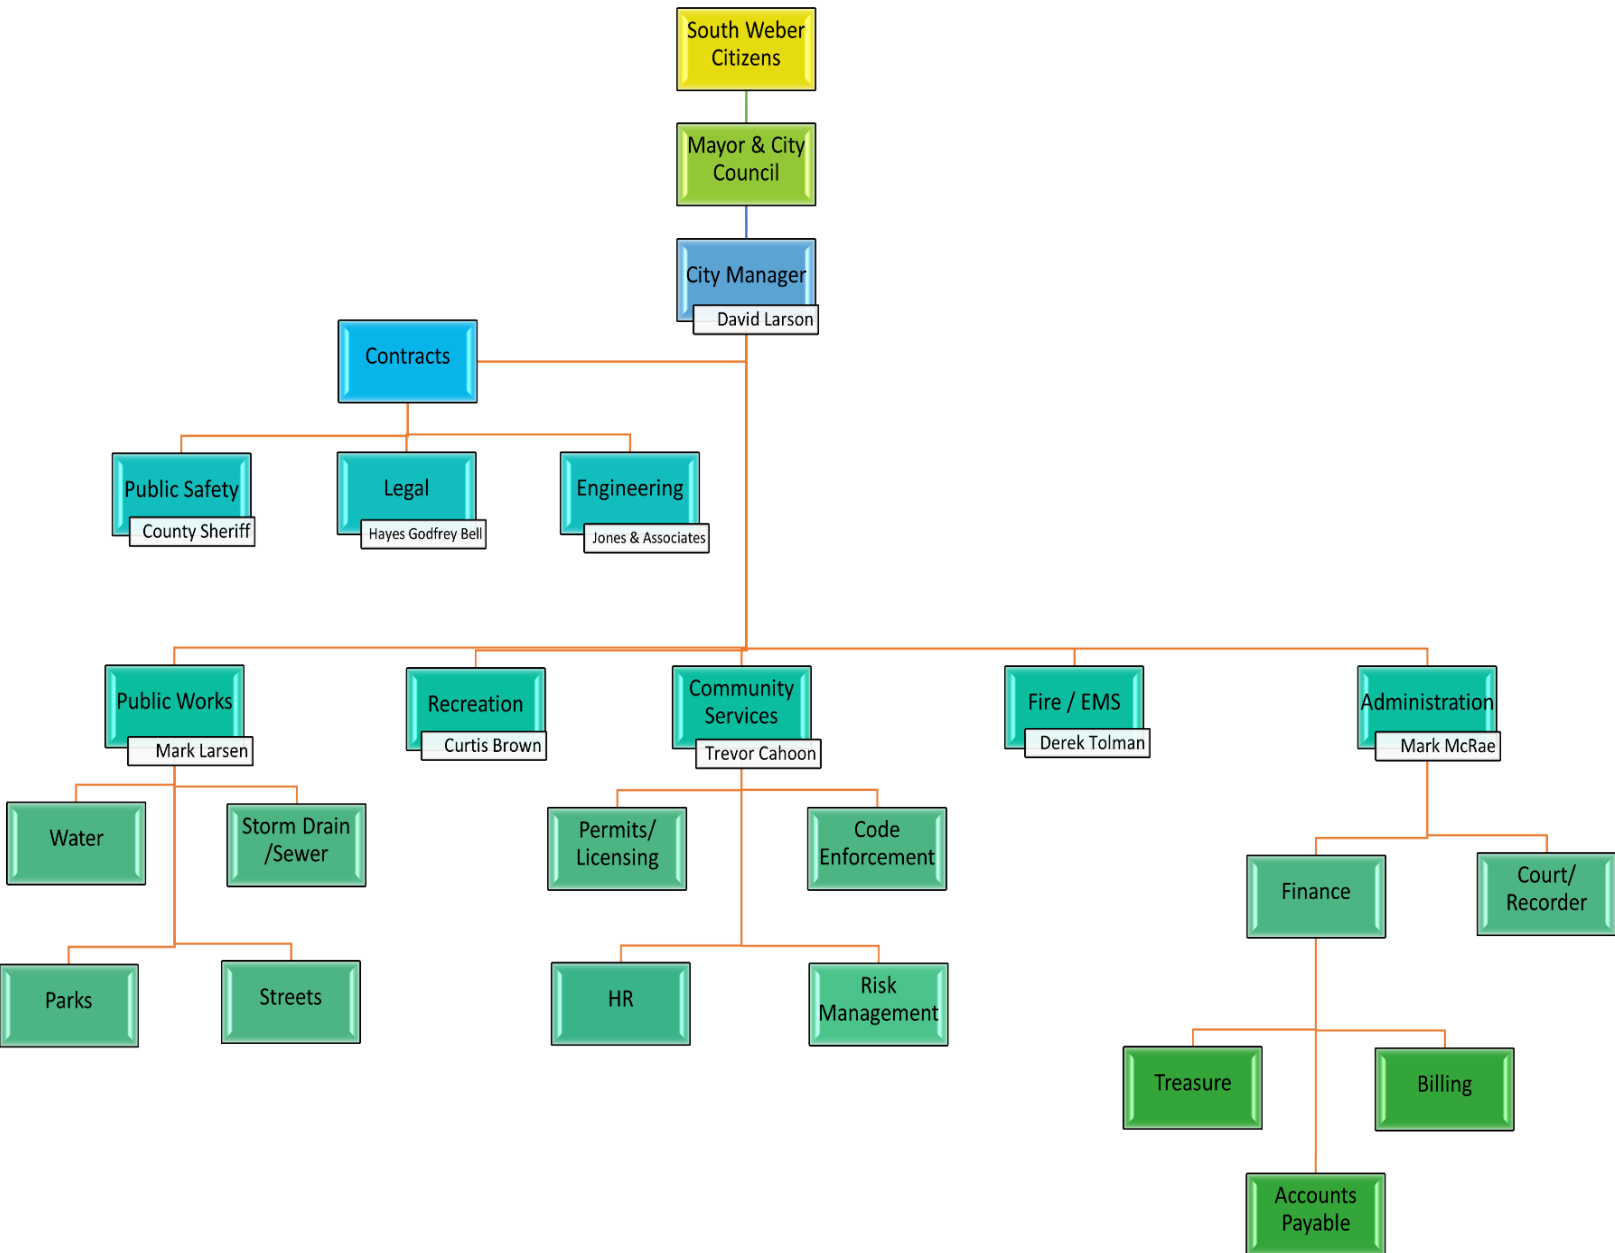 South Weber
Citizens
Mayor & City
Council
City Manager
David Larson
Contracts
Public Safety
County Sheriff
Legal
Hayes Godfrey Bell
Engineering
Jones & Associates
Public Works
Mark Larsen
Recreation
Curtis Brown
Community
Services
Trevor Cahoon
Fire / EMS
Derek Tolman
Administration
Mark McRae
Water
Storm Drain
/Sewer
Permits/
Licensing
Code
Enforcement
Finance
Court/
Recorder
Parks
Streets
HR
Risk
Management
Treasure
Billing
Accounts
Payable